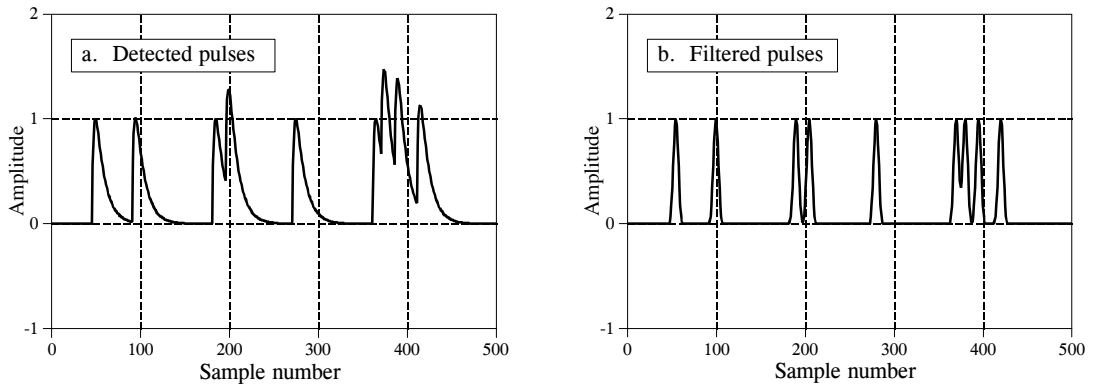 2
a. Detected pulses
1
Amplitude
0
-1
0 100 200 300 400 500
Sample number
2
b. Filtered pulses
1
Amplitude
0
-1
0 100 200 300 400 500
Sample number